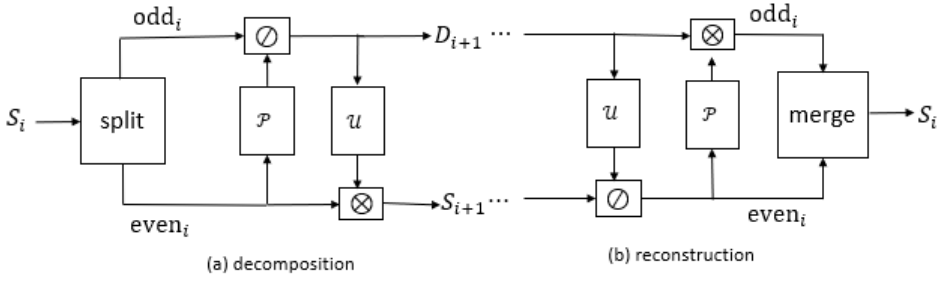 odd_i
⊘
D_{i+1} ⋯
⊗
odd_i
S_i
split
𝒫
𝒰
𝒰
𝒫
merge
S_i
⊗
S_{i+1} ⋯
⊘
even_i
even_i
(a) decomposition
(b) reconstruction